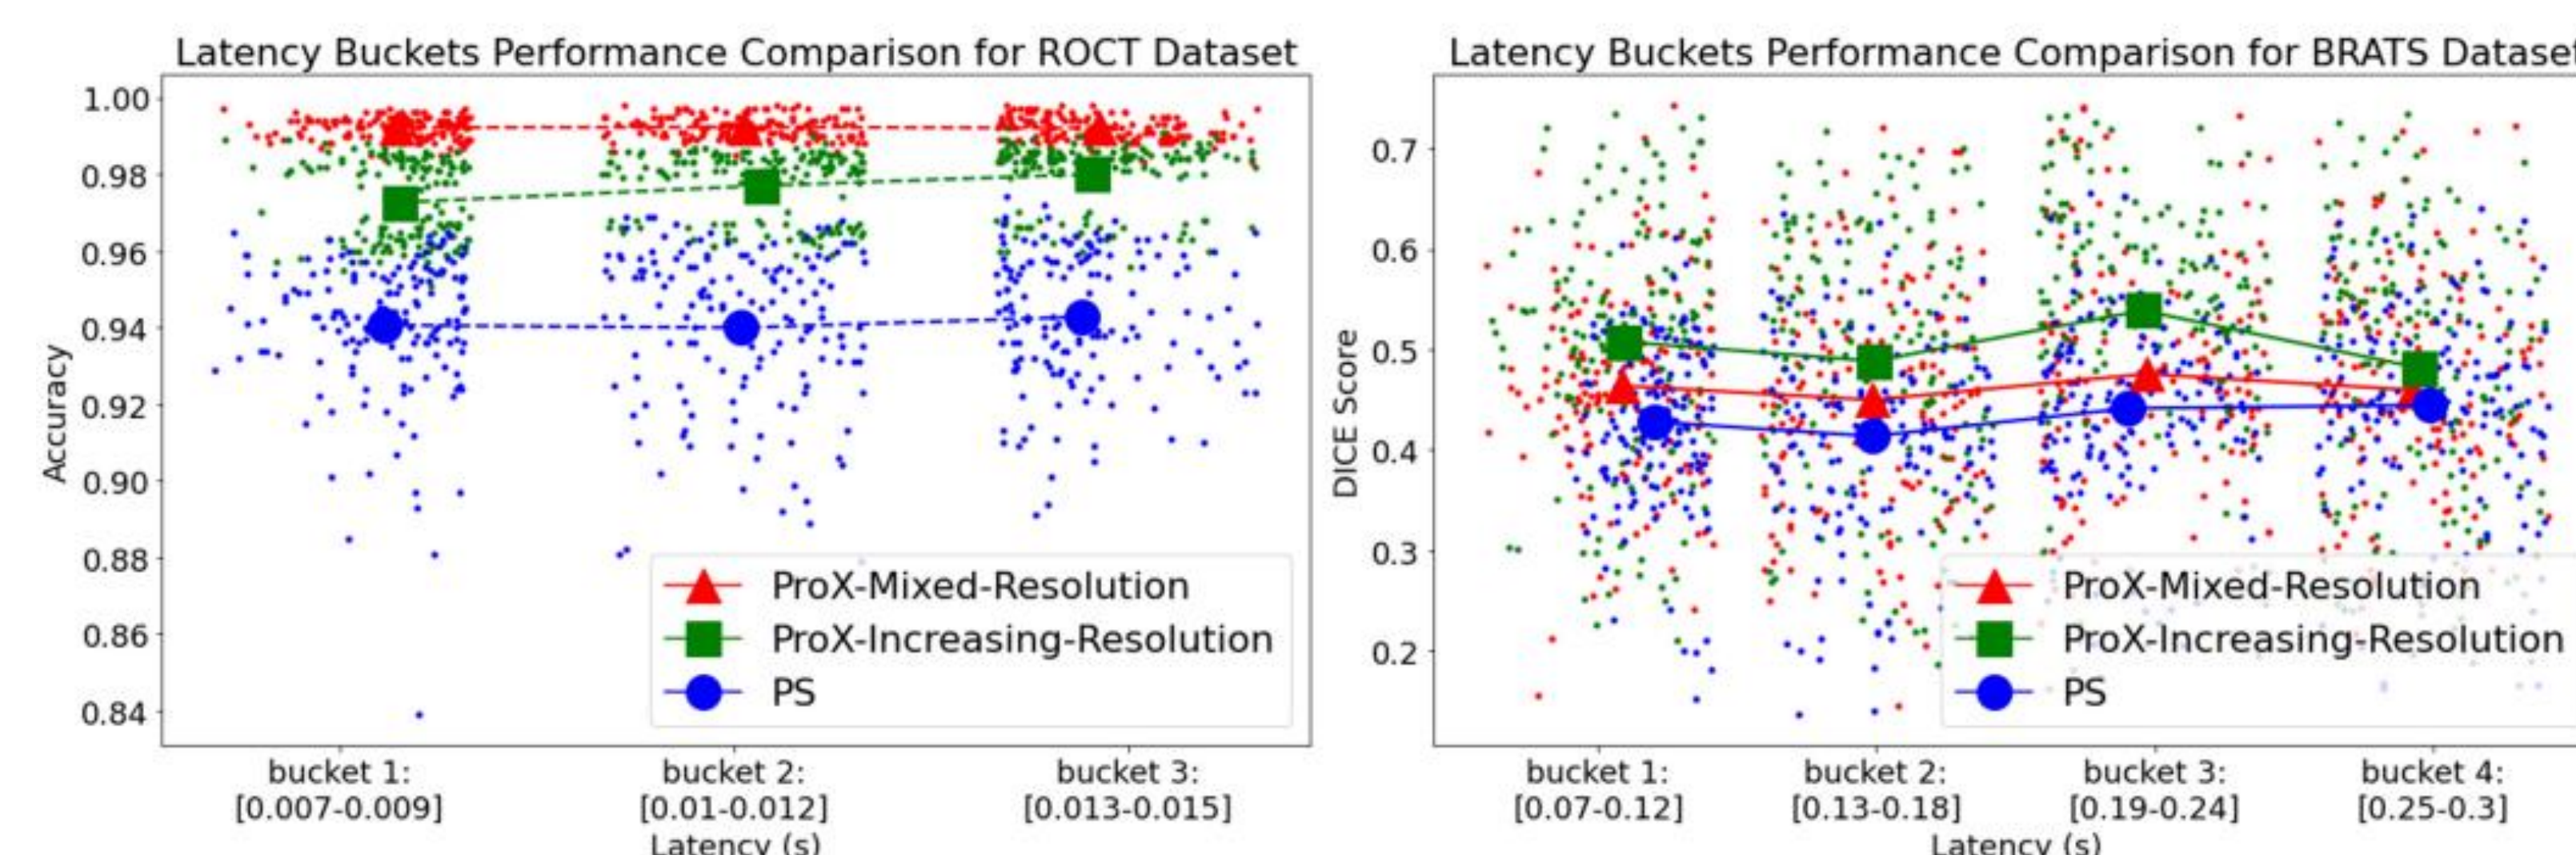 Latency Buckets Performance Comparison for ROCT Dataset
1.00
0.98
0.96
0.94
0.92
0.90
0.88
0.86
0.84
Accuracy
ProX-Mixed-Resolution
ProX-Increasing-Resolution
PS
bucket 1:
[0.007-0.009]
bucket 2:
[0.01-0.012]
bucket 3:
[0.013-0.015]
Latency (s)
Latency Buckets Performance Comparison for BRATS Dataset
0.7
0.6
0.5
0.4
0.3
0.2
DICE Score
ProX-Mixed-Resolution
ProX-Increasing-Resolution
PS
bucket 1:
[0.07-0.12]
bucket 2:
[0.13-0.18]
bucket 3:
[0.19-0.24]
bucket 4:
[0.25-0.3]
Latency (s)